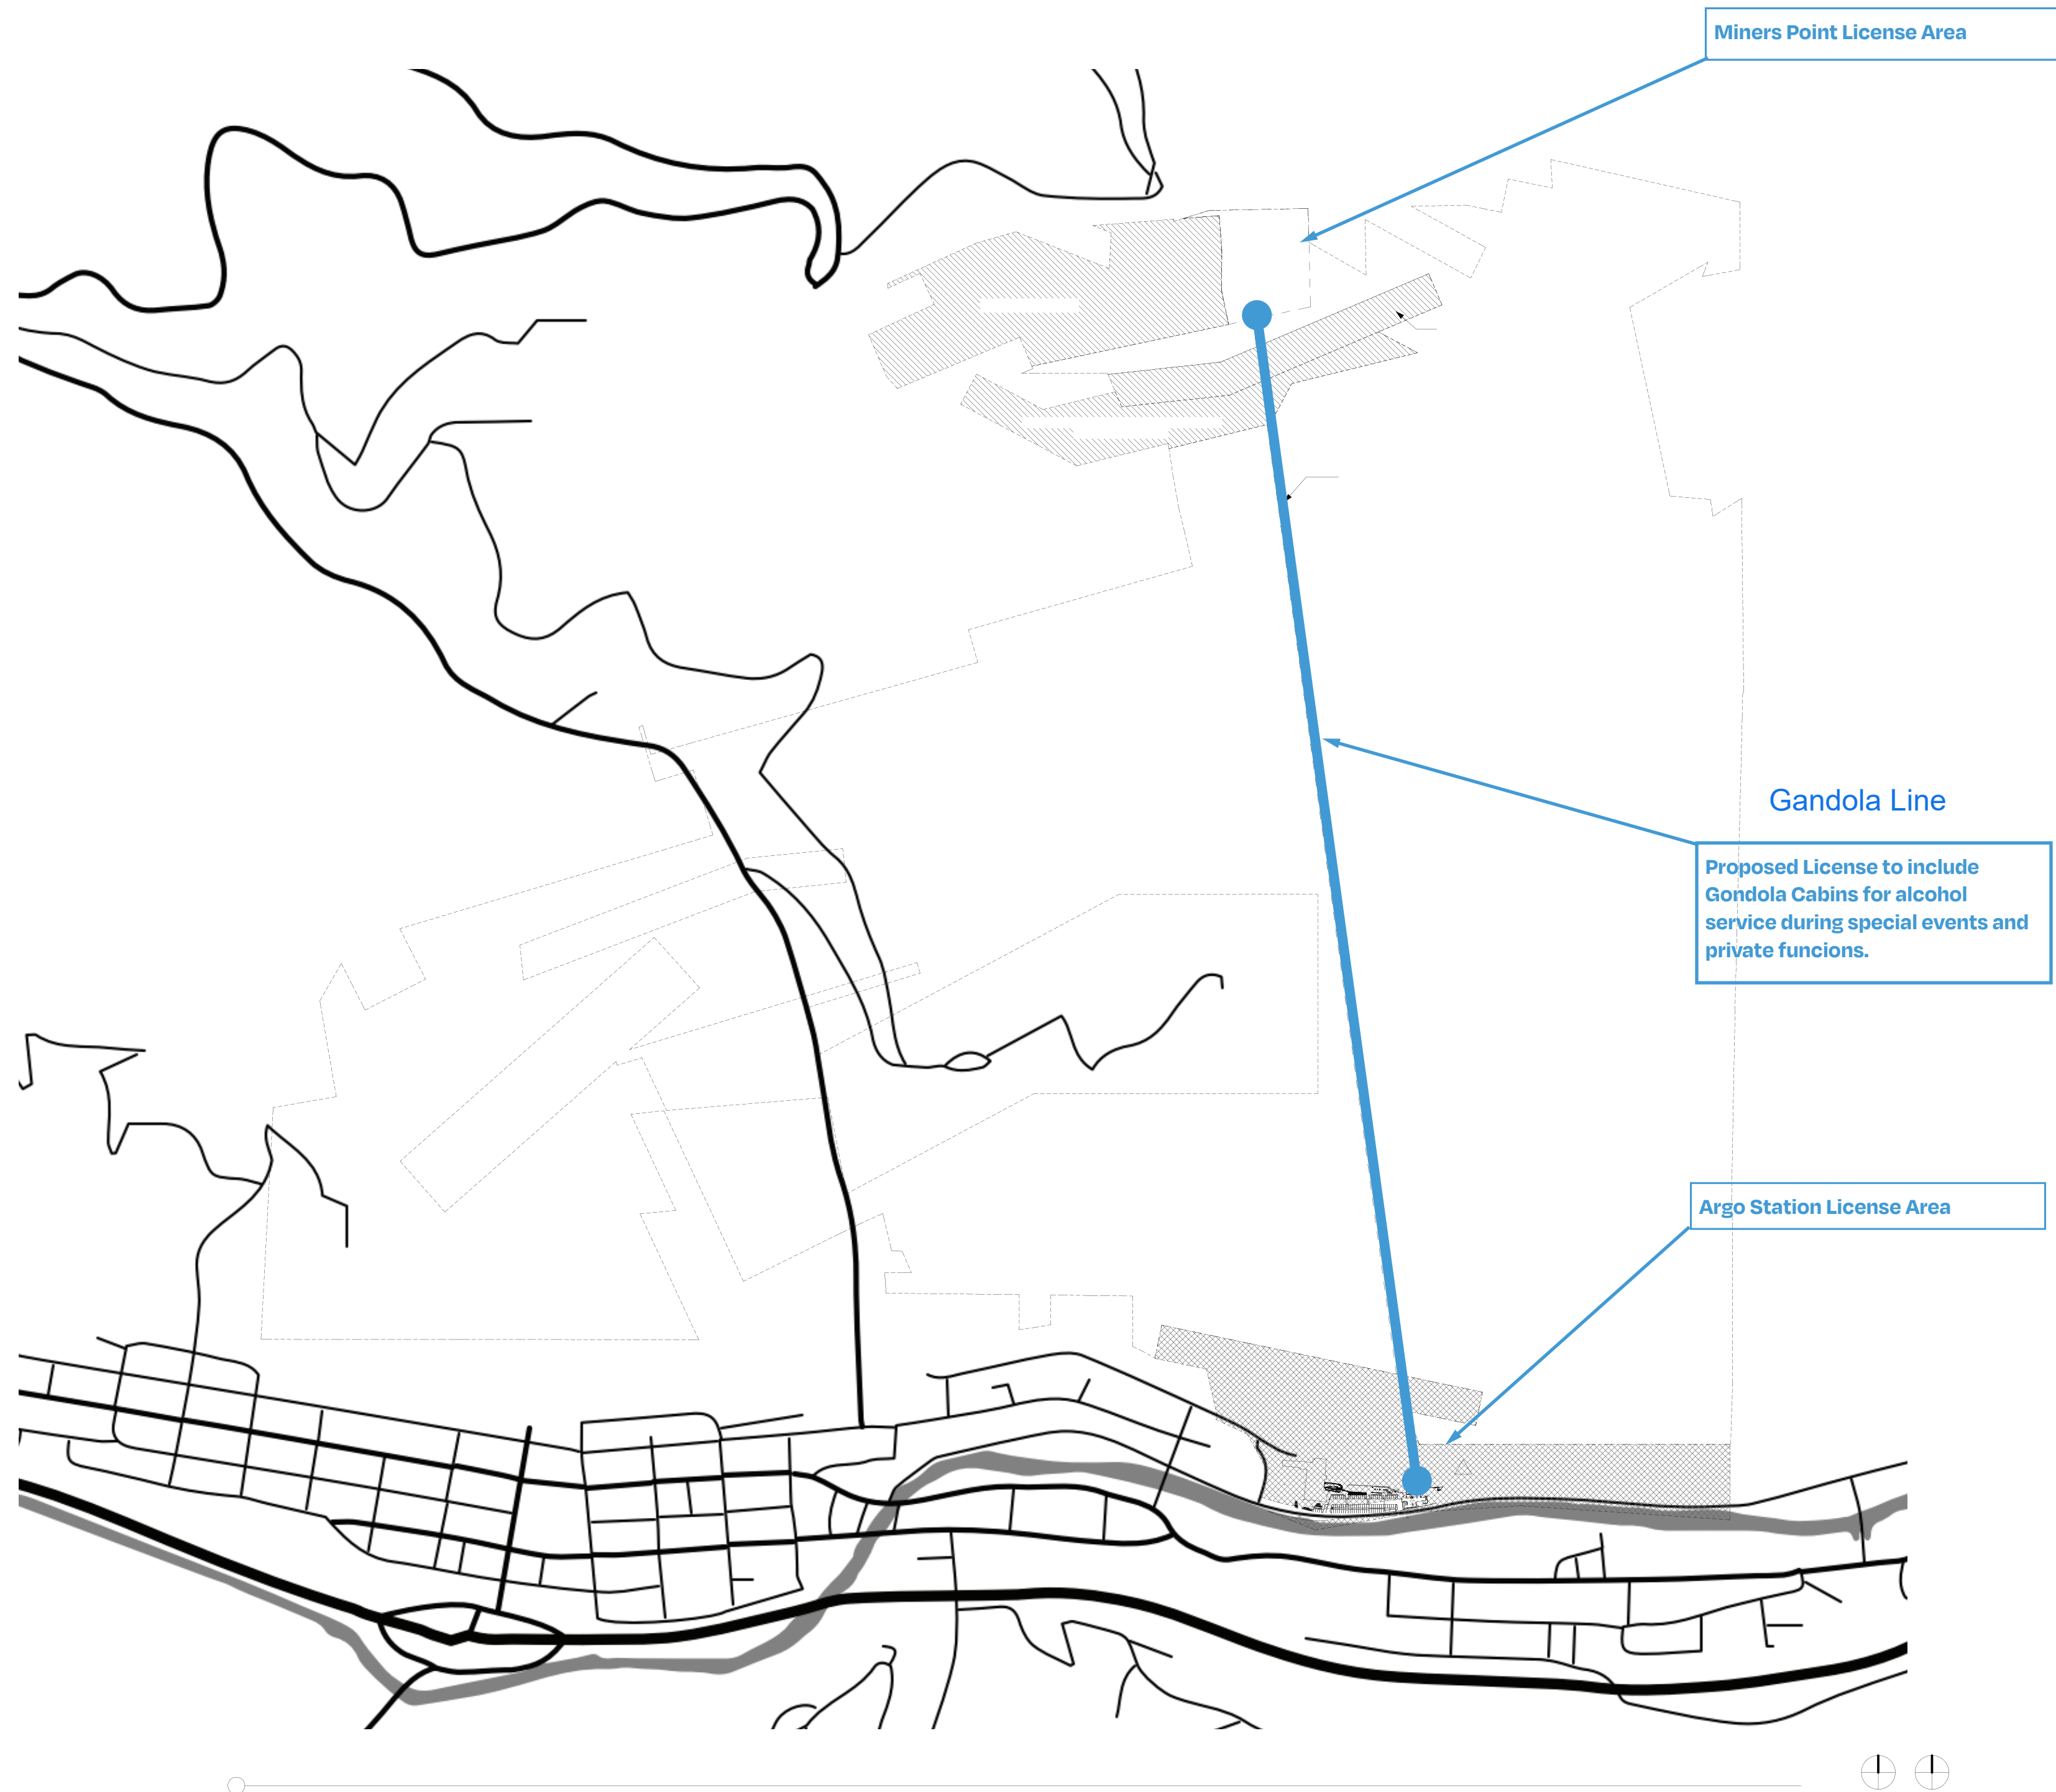 Miners Point License Area
Gandola Line
Proposed License to include
Gondola Cabins for alcohol
service during special events and
private funcions.
Argo Station License Area